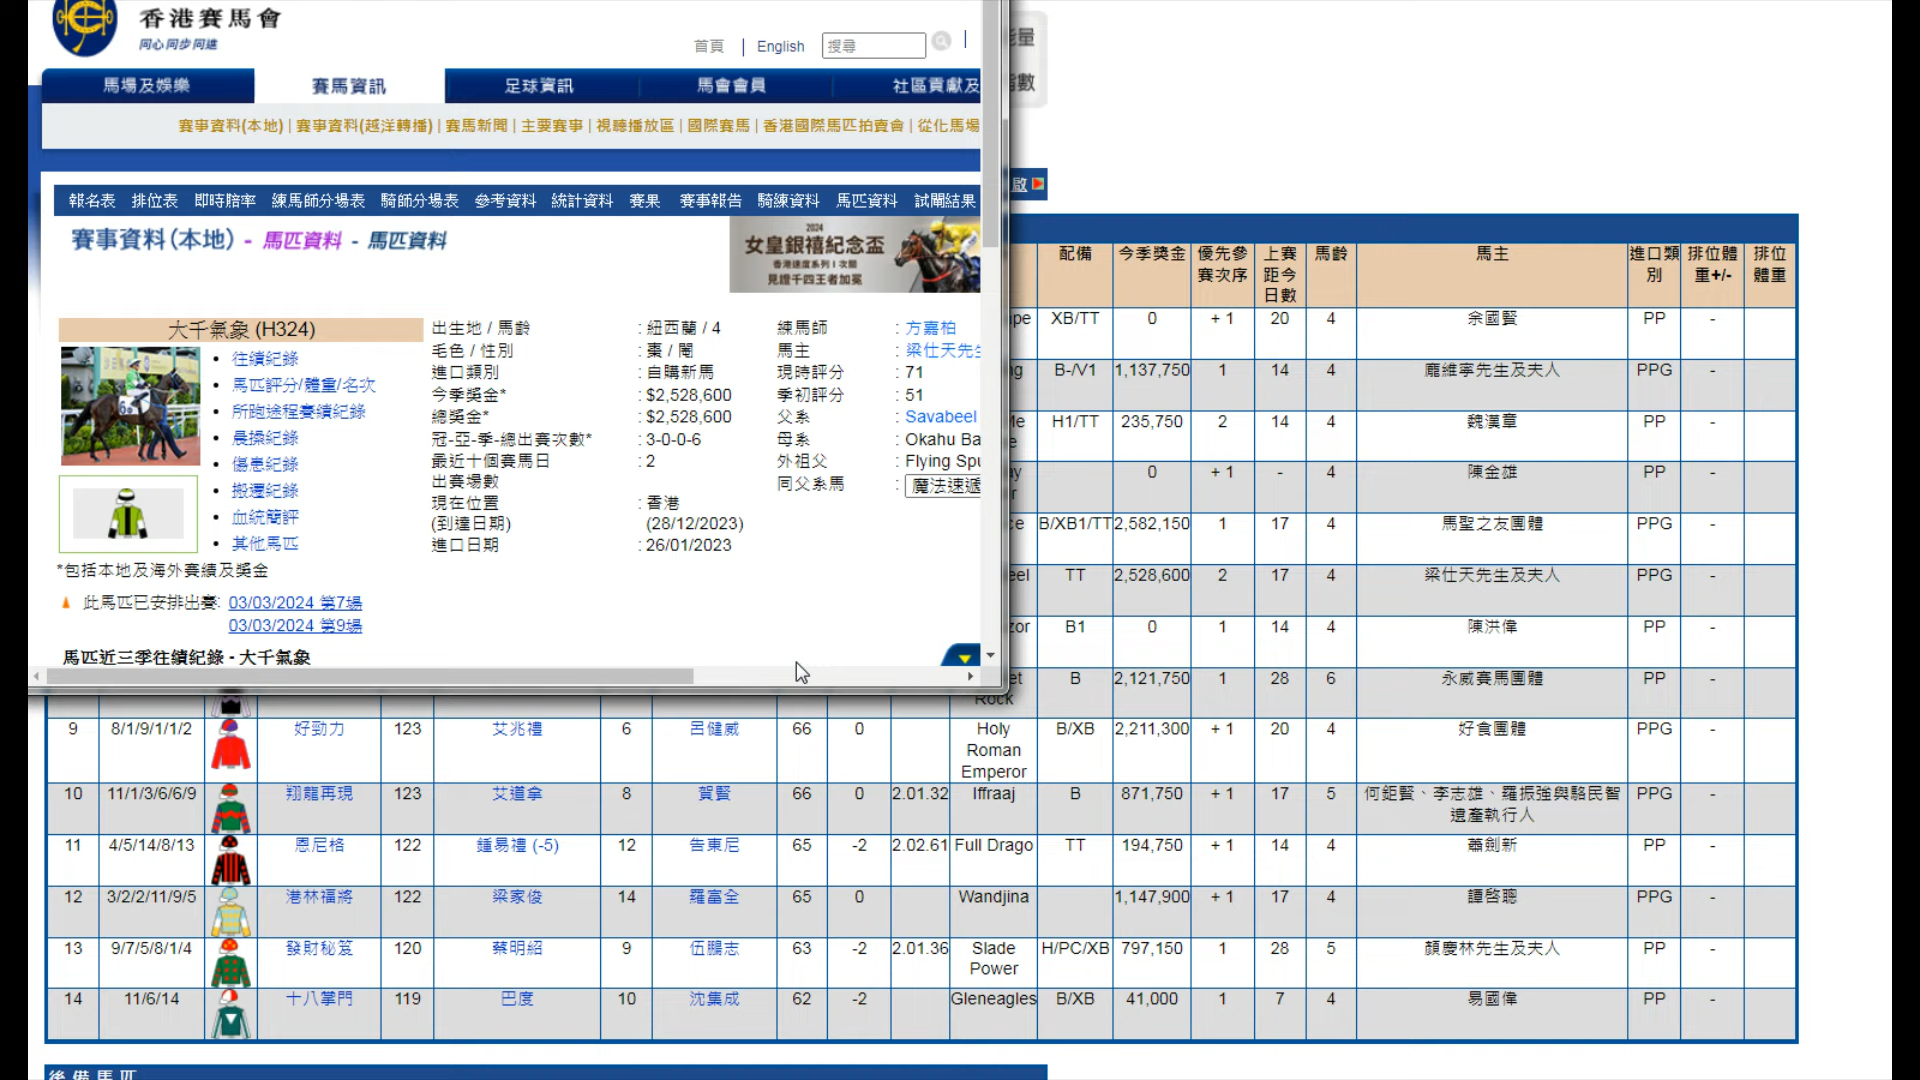 香港賽馬會
同心同步同進
首頁 | English 搜尋
馬場及娛樂 賽馬資訊 足球資訊 馬會會員 社區貢獻及
賽事資料(本地) | 賽事資料(越洋轉播) | 賽馬新聞 | 主要賽事 | 視聽播放區 | 國際賽馬 | 香港國際馬匹拍賣會 | 從化馬場
報名表 排位表 即時賠率 練馬師分場表 騎師分場表 參考資料 統計資料 賽果 賽事報告 騎練資料 馬匹資料 試閘結果
賽事資料(本地) - 馬匹資料 - 馬匹資料
2024
女皇銀禧紀念盃
香港速度系列 I 次關
見證千四王者加冕
大千氣象 (H324)
• 往績紀錄
• 馬匹評分/體重/名次
• 所跑途程賽績紀錄
• 晨操紀錄
• 傷患紀錄
• 搬遷紀錄
• 血統簡評
• 其他馬匹
出生地 / 馬齡 : 紐西蘭 / 4
毛色 / 性別 : 棗 / 閹
進口類別 : 自購新馬
今季獎金* : $2,528,600
總獎金* : $2,528,600
冠-亞-季-總出賽次數* : 3-0-0-6
最近十個賽馬日 : 2
出賽場數
現在位置 : 香港
(到達日期) (28/12/2023)
進口日期 : 26/01/2023
練馬師 : 方嘉柏
馬主 : 梁仕天先生
現時評分 : 71
季初評分 : 51
父系 : Savabeel
母系 : Okahu Ba
外祖父 : Flying Spu
同父系馬 : 魔法速遞
*包括本地及海外賽績及獎金
此馬匹已安排出賽: 03/03/2024 第7場
03/03/2024 第9場
馬匹近三季往績紀錄 - 大千氣象
配備 今季獎金 優先參賽次序 上賽距今日數 馬齡 馬主 進口類別 排位體重+/- 排位體重
XB/TT 0 + 1 20 4 余國賢 PP -
B-/V1 1,137,750 1 14 4 龐維寧先生及夫人 PPG -
H1/TT 235,750 2 14 4 魏漢章 PP -
0 + 1 - 4 陳金雄 PP -
B/XB1/TT 2,582,150 1 17 4 馬聖之友團體 PPG -
TT 2,528,600 2 17 4 梁仕天先生及夫人 PPG -
B1 0 1 14 4 陳洪偉 PP -
Rock B 2,121,750 1 28 6 永威賽馬團體 PP -
9 8/1/9/1/1/2 好勁力 123 艾兆禮 6 呂健威 66 0 Holy Roman Emperor B/XB 2,211,300 + 1 20 4 好食團體 PPG -
10 11/1/3/6/6/9 翔龍再現 123 艾道拿 8 賀賢 66 0 2.01.32 Iffraaj B 871,750 + 1 17 5 何鉅賢、李志雄、羅振強與駱民智遺產執行人 PPG -
11 4/5/14/8/13 恩尼格 122 鍾易禮 (-5) 12 告東尼 65 -2 2.02.61 Full Drago TT 194,750 + 1 14 4 蕭劍新 PP -
12 3/2/2/11/9/5 港林福將 122 梁家俊 14 羅富全 65 0 Wandjina 1,147,900 + 1 17 4 譚啓聰 PPG -
13 9/7/5/8/1/4 發財秘笈 120 蔡明紹 9 伍鵬志 63 -2 2.01.36 Slade Power H/PC/XB 797,150 1 28 5 顏慶林先生及夫人 PP -
14 11/6/14 十八掌門 119 巴度 10 沈集成 62 -2 Gleneagles B/XB 41,000 1 7 4 易國偉 PP -
後備馬匹